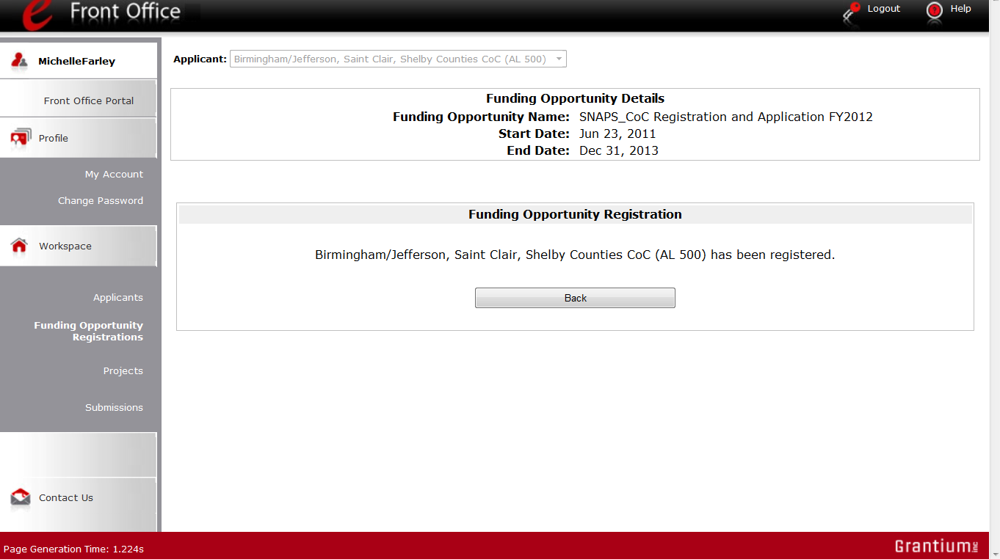 e Front Office
Logout
Help
MichelleFarley
Front Office Portal
Profile
My Account
Change Password
Workspace
Applicants
Funding Opportunity
Registrations
Projects
Submissions
Contact Us
Applicant: Birmingham/Jefferson, Saint Clair, Shelby Counties CoC (AL 500)
Funding Opportunity Details
Funding Opportunity Name: SNAPS_CoC Registration and Application FY2012
Start Date: Jun 23, 2011
End Date: Dec 31, 2013
Funding Opportunity Registration
Birmingham/Jefferson, Saint Clair, Shelby Counties CoC (AL 500) has been registered.
Back
Page Generation Time: 1.224s
Grantium inc